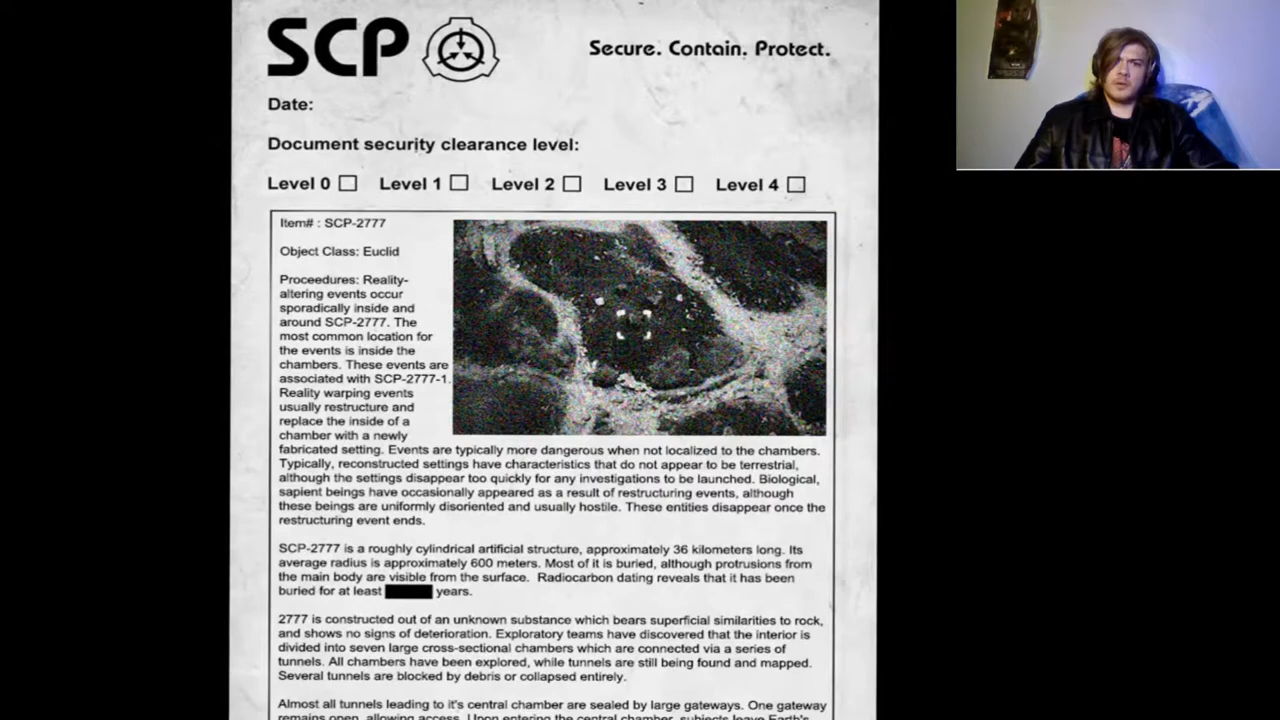 SCP
Secure. Contain. Protect.
Date:
Document security clearance level:
Level 0 Level 1 Level 2 Level 3 Level 4
Item# : SCP-2777
Object Class: Euclid
Proceedures: Reality-
altering events occur
sporadically inside and
around SCP-2777. The
most common location for
the events is inside the
chambers. These events are
associated with SCP-2777-1.
Reality warping events
usually restructure and
replace the inside of a
chamber with a newly
fabricated setting. Events are typically more dangerous when not localized to the chambers.
Typically, reconstructed settings have characteristics that do not appear to be terrestrial,
although the settings disappear too quickly for any investigations to be launched. Biological,
sapient beings have occasionally appeared as a result of restructuring events, although
these beings are uniformly disoriented and usually hostile. These entities disappear once the
restructuring event ends.
SCP-2777 is a roughly cylindrical artificial structure, approximately 36 kilometers long. Its
average radius is approximately 600 meters. Most of it is buried, although protrusions from
the main body are visible from the surface. Radiocarbon dating reveals that it has been
buried for at least years.
2777 is constructed out of an unknown substance which bears superficial similarities to rock,
and shows no signs of deterioration. Exploratory teams have discovered that the interior is
divided into seven large cross-sectional chambers which are connected via a series of
tunnels. All chambers have been explored, while tunnels are still being found and mapped.
Several tunnels are blocked by debris or collapsed entirely.
Almost all tunnels leading to it's central chamber are sealed by large gateways. One gateway
remains open, allowing access. Upon entering the central chamber, subjects leave Earth's